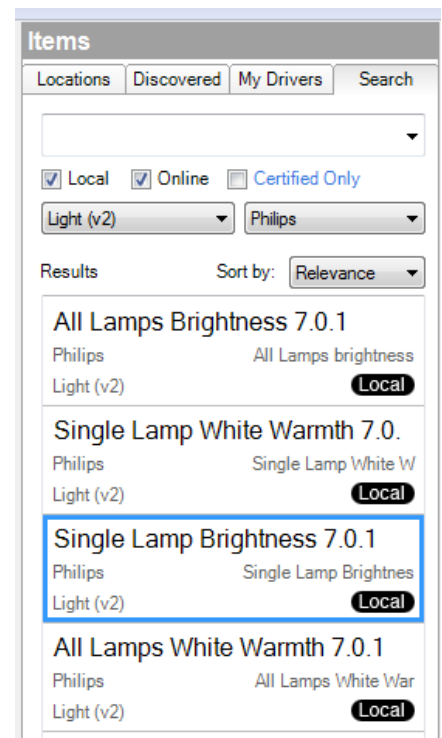 Items
Locations Discovered My Drivers Search
Local Online Certified Only
Light (v2) Philips
Results Sort by: Relevance
All Lamps Brightness 7.0.1
Philips All Lamps brightness
Light (v2) Local
Single Lamp White Warmth 7.0.
Philips Single Lamp White W
Light (v2) Local
Single Lamp Brightness 7.0.1
Philips Single Lamp Brightnes
Light (v2) Local
All Lamps White Warmth 7.0.1
Philips All Lamps White War
Light (v2) Local